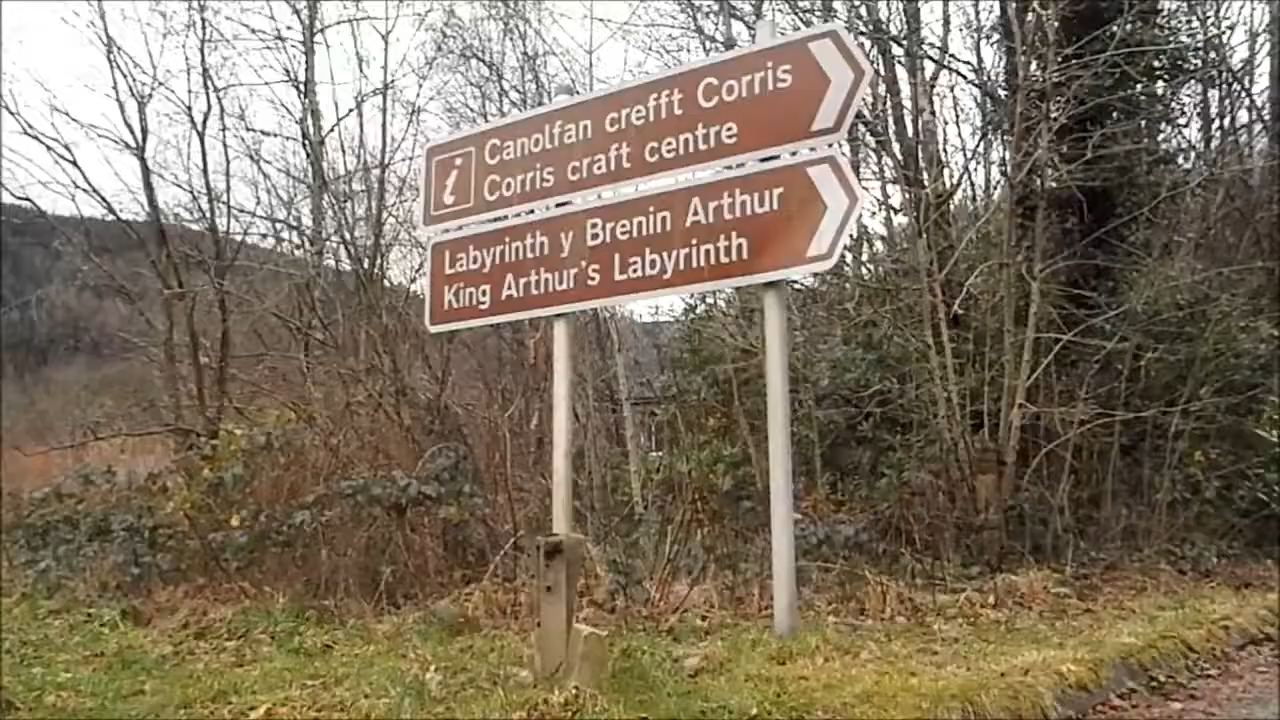 i
Canolfan crefft Corris
Corris craft centre
Labyrinth y Brenin Arthur
King Arthur's Labyrinth